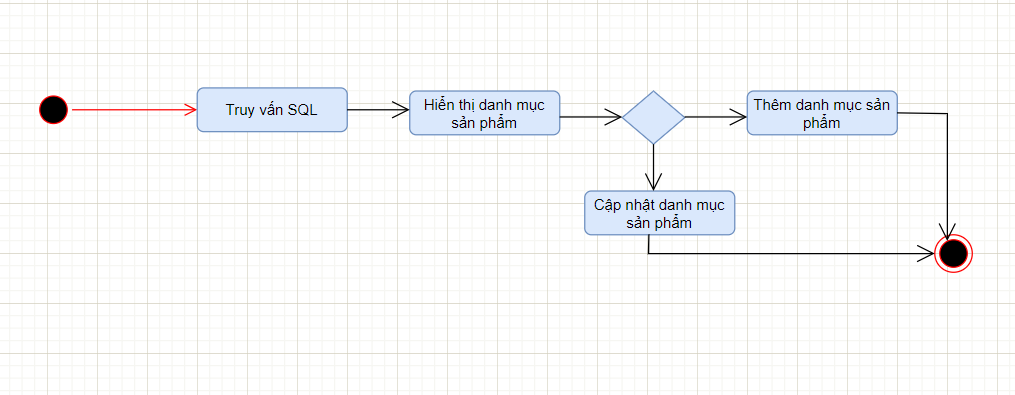 Truy vấn SQL
Hiển thị danh mục
sản phẩm
Thêm danh mục sản
phẩm
Cập nhật danh mục
sản phẩm